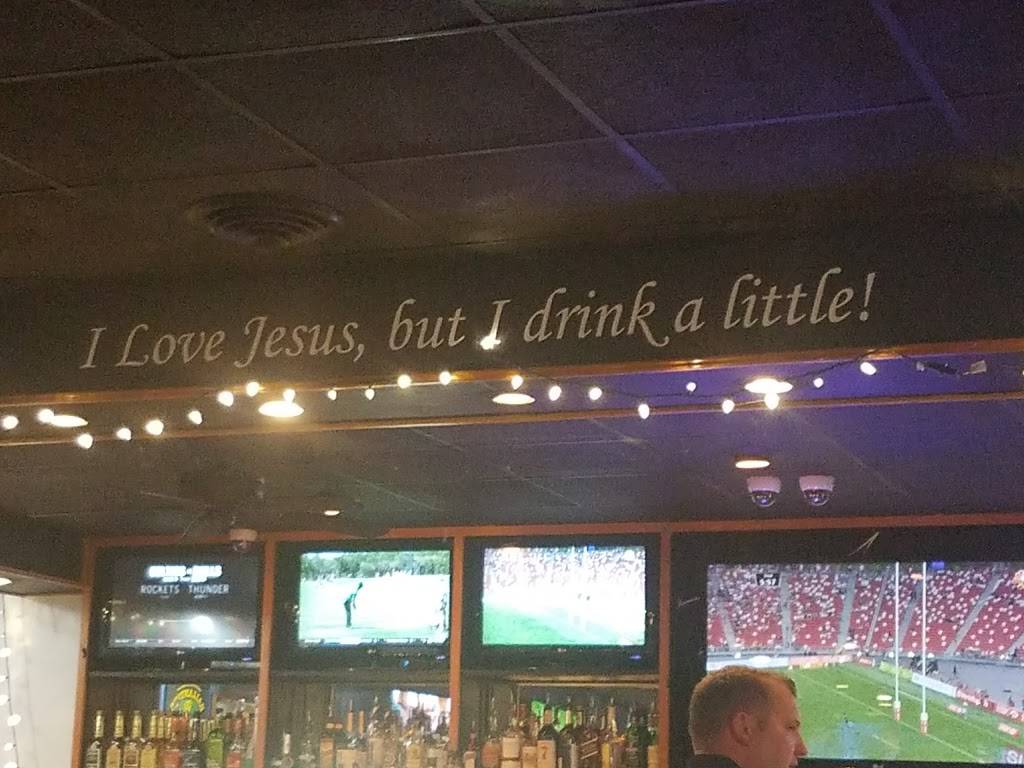 I Love Jesus, but I drink a little!
ROCKETS THUNDER